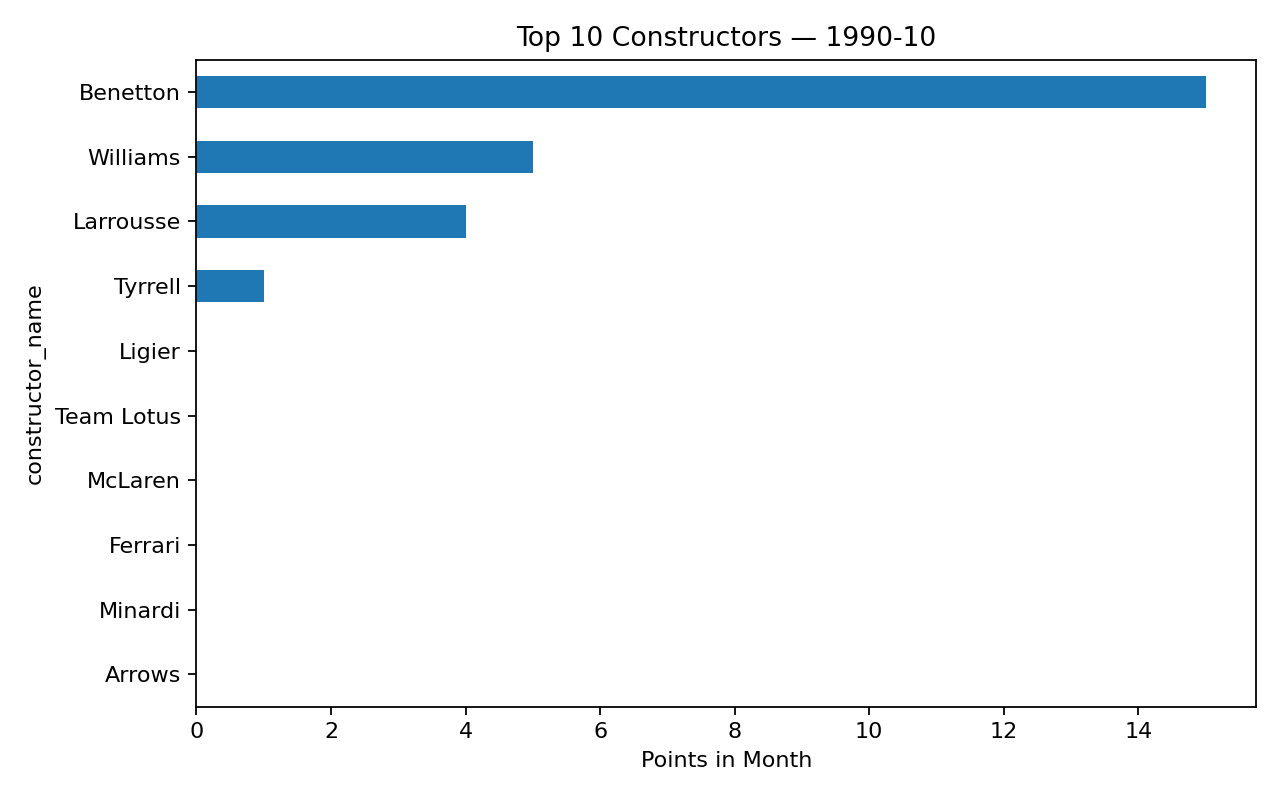 Top 10 Constructors — 1990-10
constructor_name
Benetton
Williams
Larrousse
Tyrrell
Ligier
Team Lotus
McLaren
Ferrari
Minardi
Arrows
0 2 4 6 8 10 12 14
Points in Month